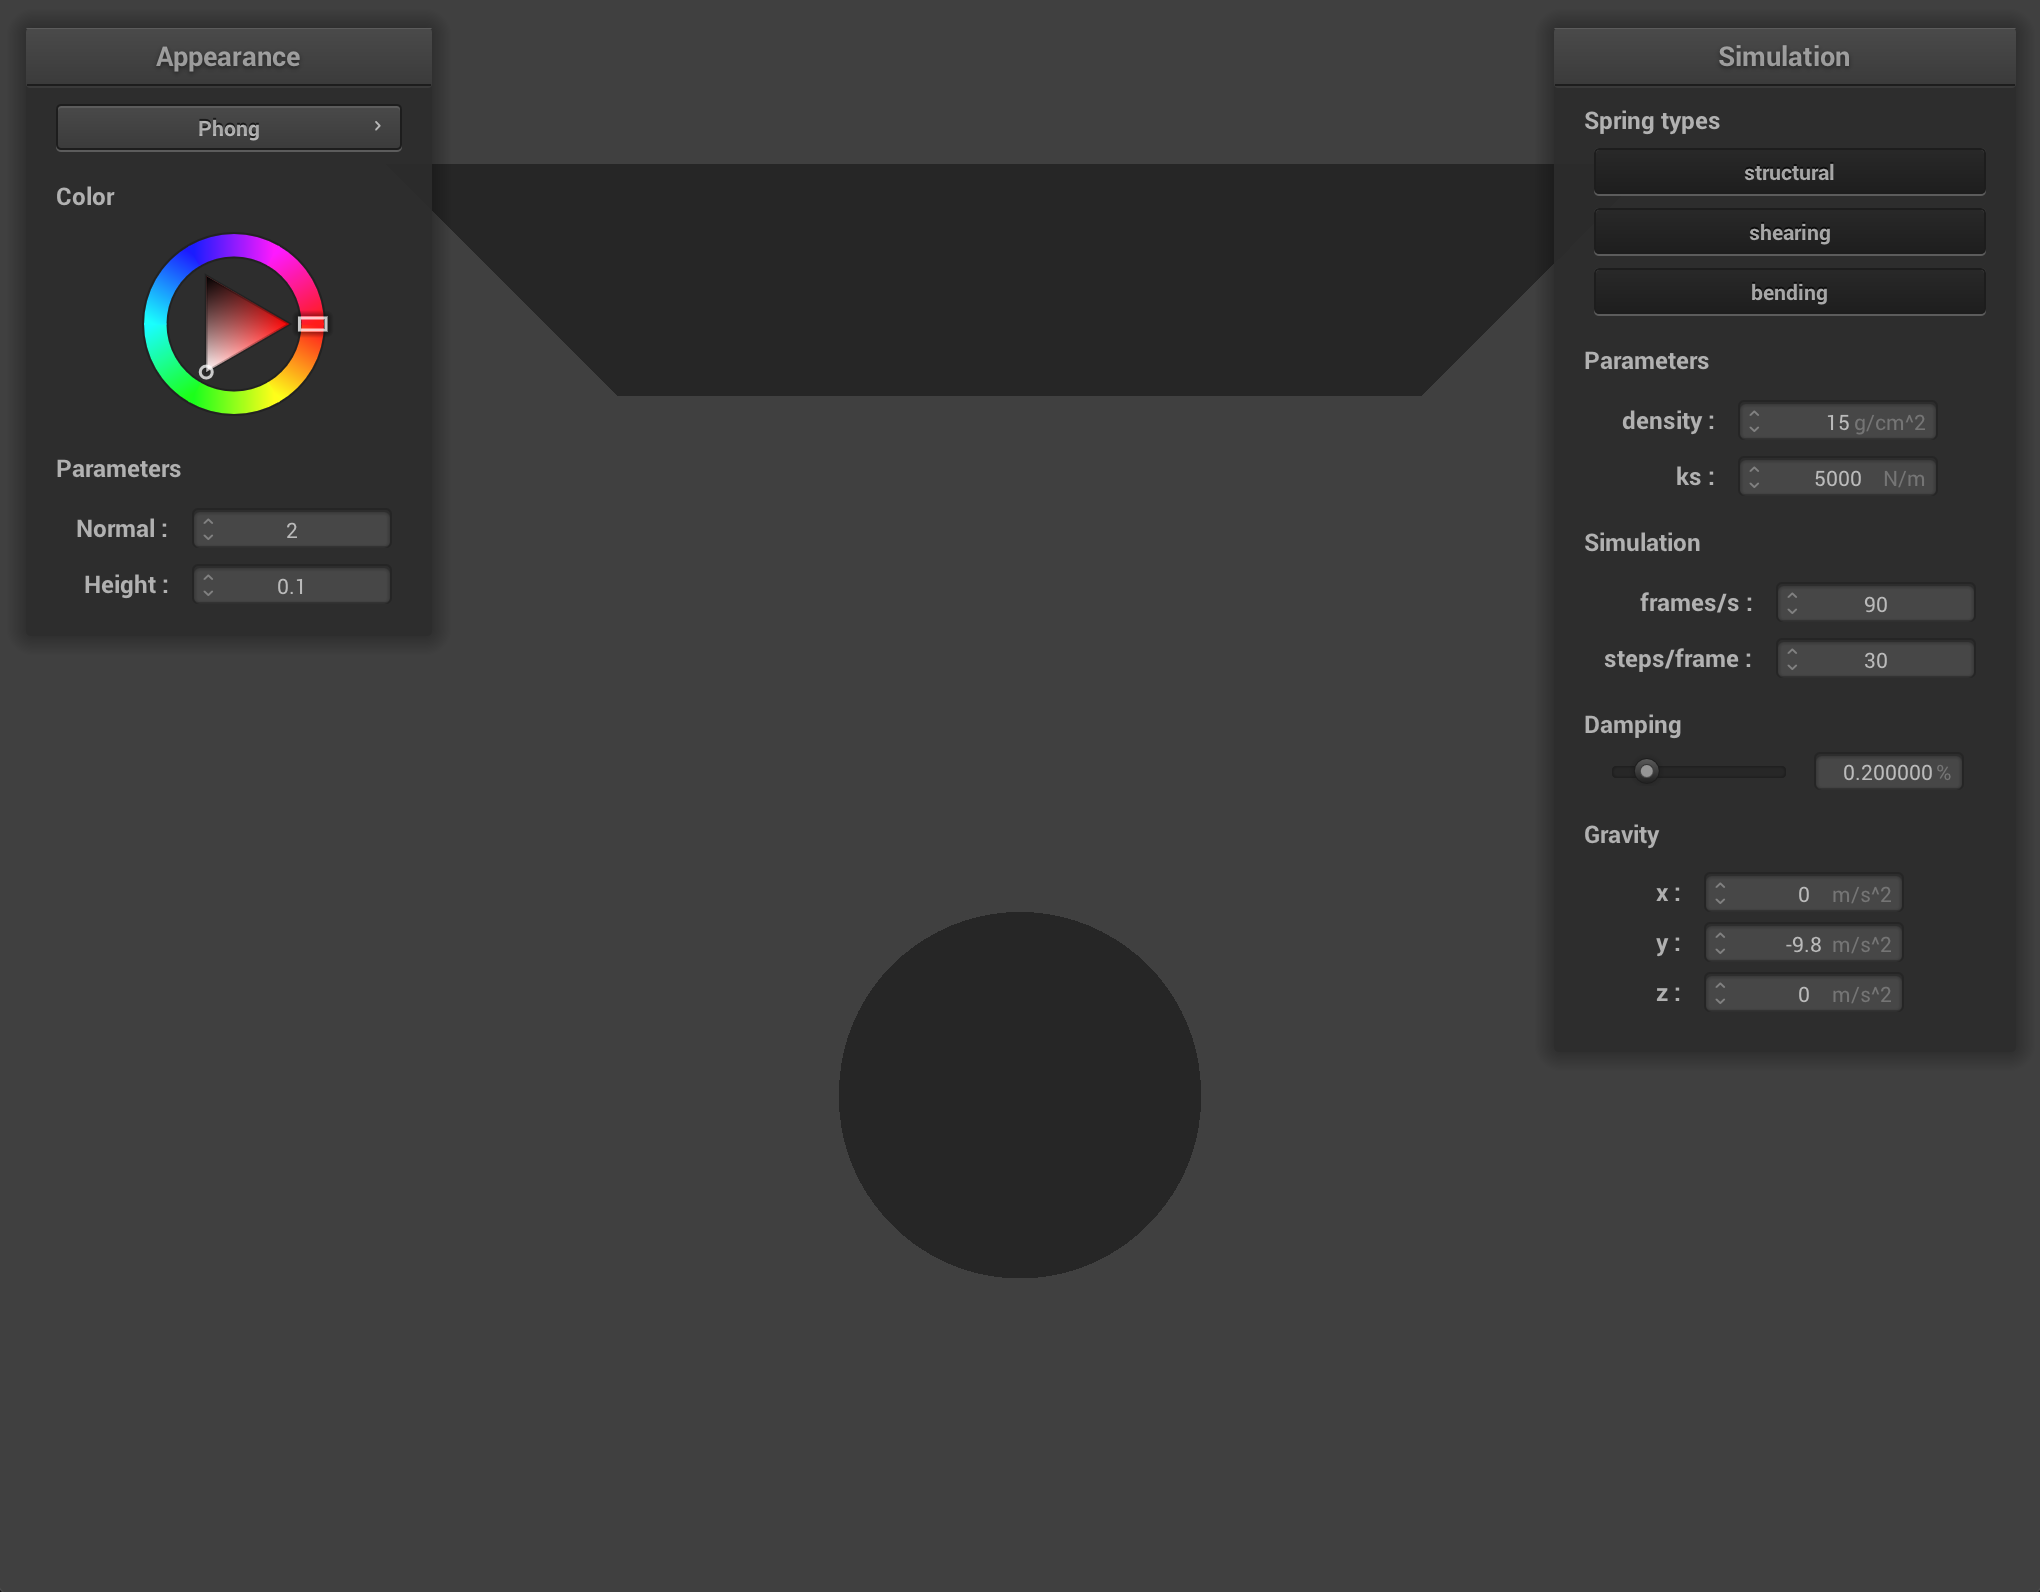 Appearance
Phong
Color
Parameters
Normal : 2
Height : 0.1
Simulation
Spring types
structural
shearing
bending
Parameters
density : 15 g/cm^2
ks : 5000 N/m
Simulation
frames/s : 90
steps/frame : 30
Damping
0.200000 %
Gravity
x : 0 m/s^2
y : -9.8 m/s^2
z : 0 m/s^2